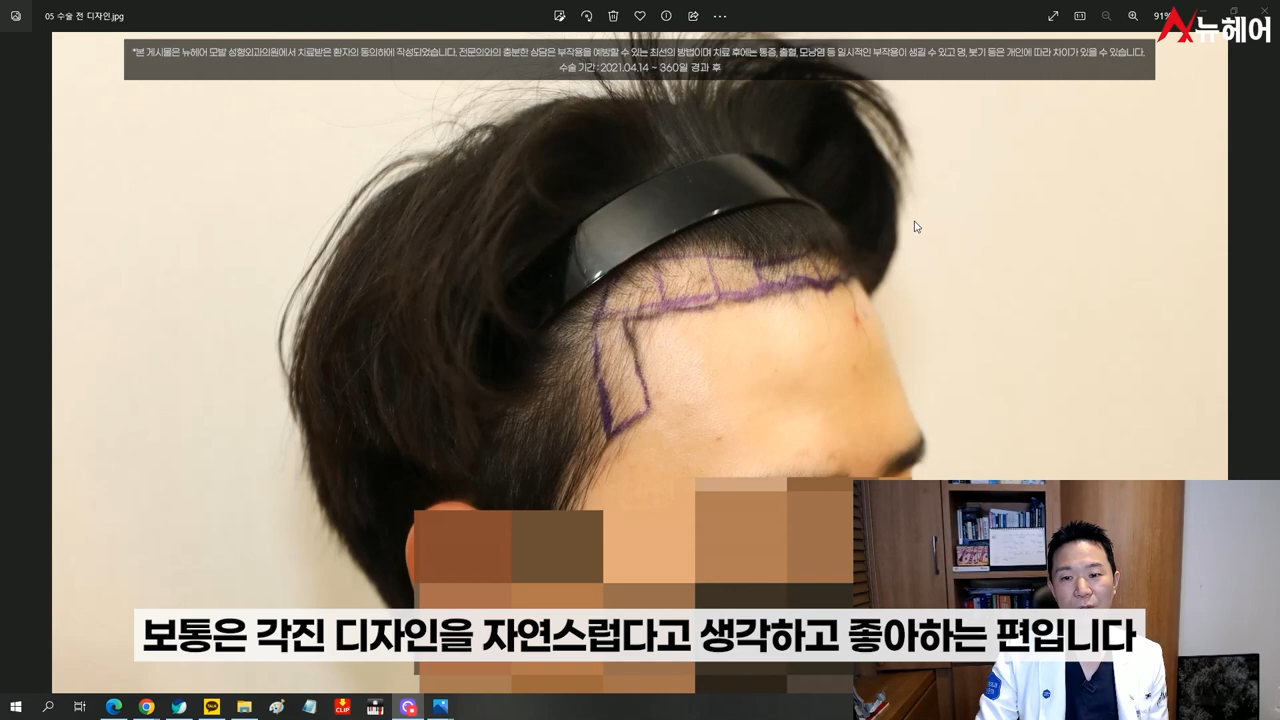 05 수술 전 디자인.jpg
91%
뉴헤어
*본 게시물은 뉴헤어 모발 성형외과의원에서 치료받은 환자의 동의하에 작성되었습니다. 전문의와의 충분한 상담은 부작용을 예방할 수 있는 최선의 방법이며 치료 후에는 통증, 출혈, 모낭염 등 일시적인 부작용이 생길 수 있고 멍, 붓기 등은 개인에 따라 차이가 있을 수 있습니다.
수술 기간 : 2021.04.14 ~ 360일 경과 후
보통은 각진 디자인을 자연스럽다고 생각하고 좋아하는 편입니다
CLIP